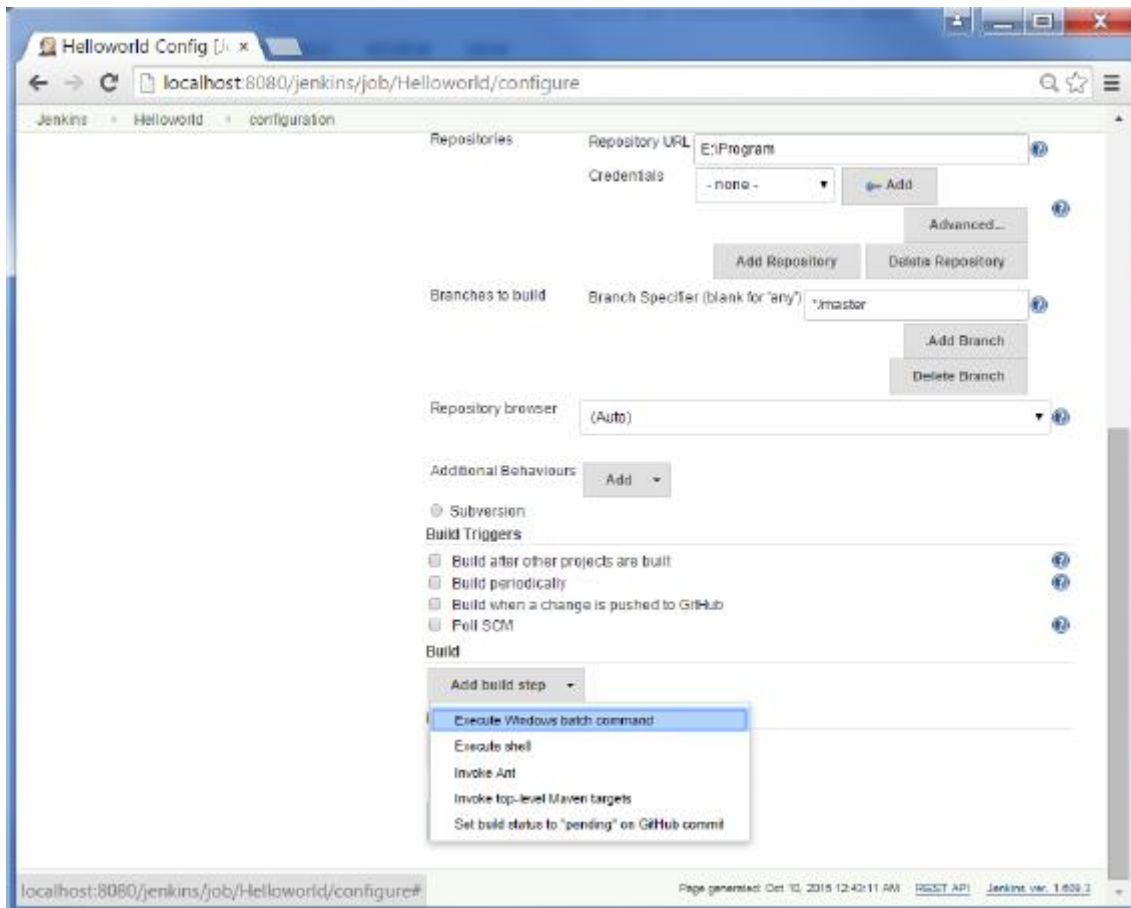 Helloworld Config [J
localhost:8080/jenkins/job/Helloworld/configure
Jenkins Helloworld configuration
Repositories
Repository URL E:\Program
Credentials - none - Add
Advanced...
Add Repository Delete Repository
Branches to build
Branch Specifier (blank for 'any') */master
Add Branch
Delete Branch
Repository browser (Auto)
Additional Behaviours Add
Subversion
Build Triggers
Build after other projects are built
Build periodically
Build when a change is pushed to GitHub
Poll SCM
Build
Add build step
Execute Windows batch command
Execute shell
Invoke Ant
Invoke top-level Maven targets
Set build status to "pending" on GitHub commit
localhost:8080/jenkins/job/Helloworld/configure#
Page generated: Oct 10, 2015 12:42:11 AM REST API Jenkins ver. 1.609.3